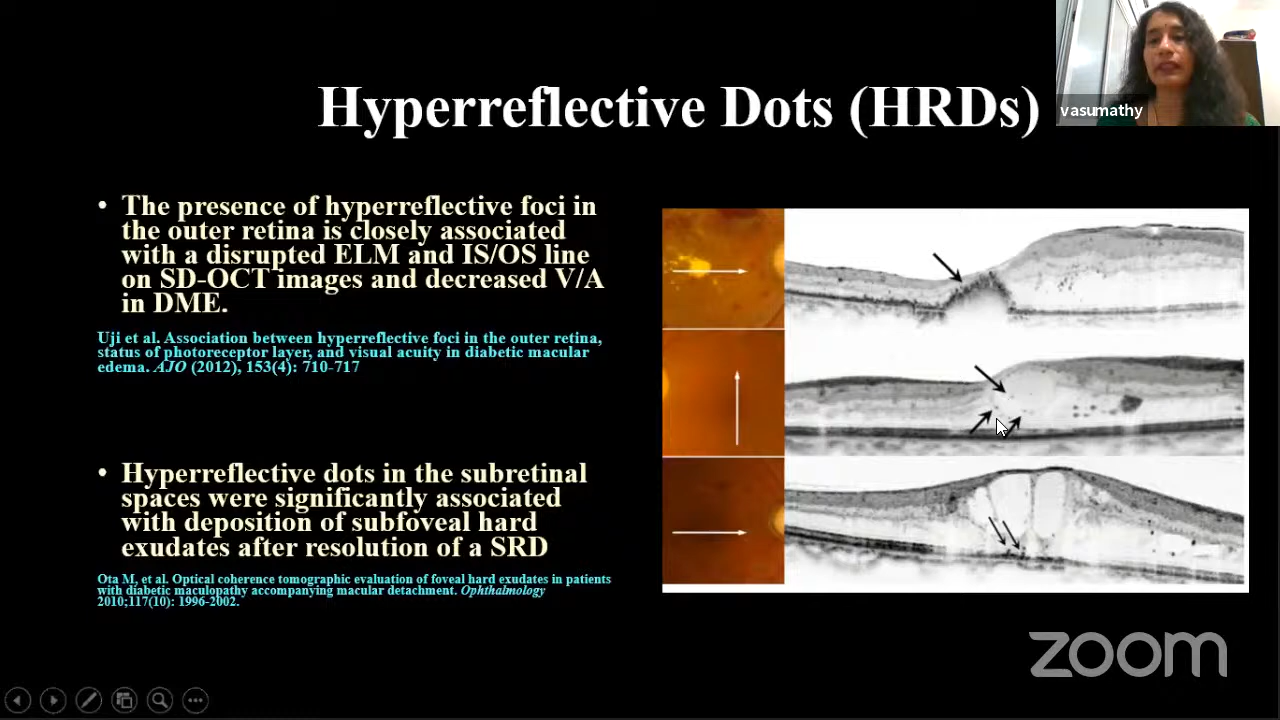 Hyperreflective Dots (HRDs)
vasumathy
• The presence of hyperreflective foci in
the outer retina is closely associated
with a disrupted ELM and IS/OS line
on SD-OCT images and decreased V/A
in DME.
Uji et al. Association between hyperreflective foci in the outer retina,
status of photoreceptor layer, and visual acuity in diabetic macular
edema. AJO (2012), 153(4): 710-717
• Hyperreflective dots in the subretinal
spaces were significantly associated
with deposition of subfoveal hard
exudates after resolution of a SRD
Ota M, et al. Optical coherence tomographic evaluation of foveal hard exudates in patients
with diabetic maculopathy accompanying macular detachment. Ophthalmology
2010;117(10): 1996-2002.
zoom